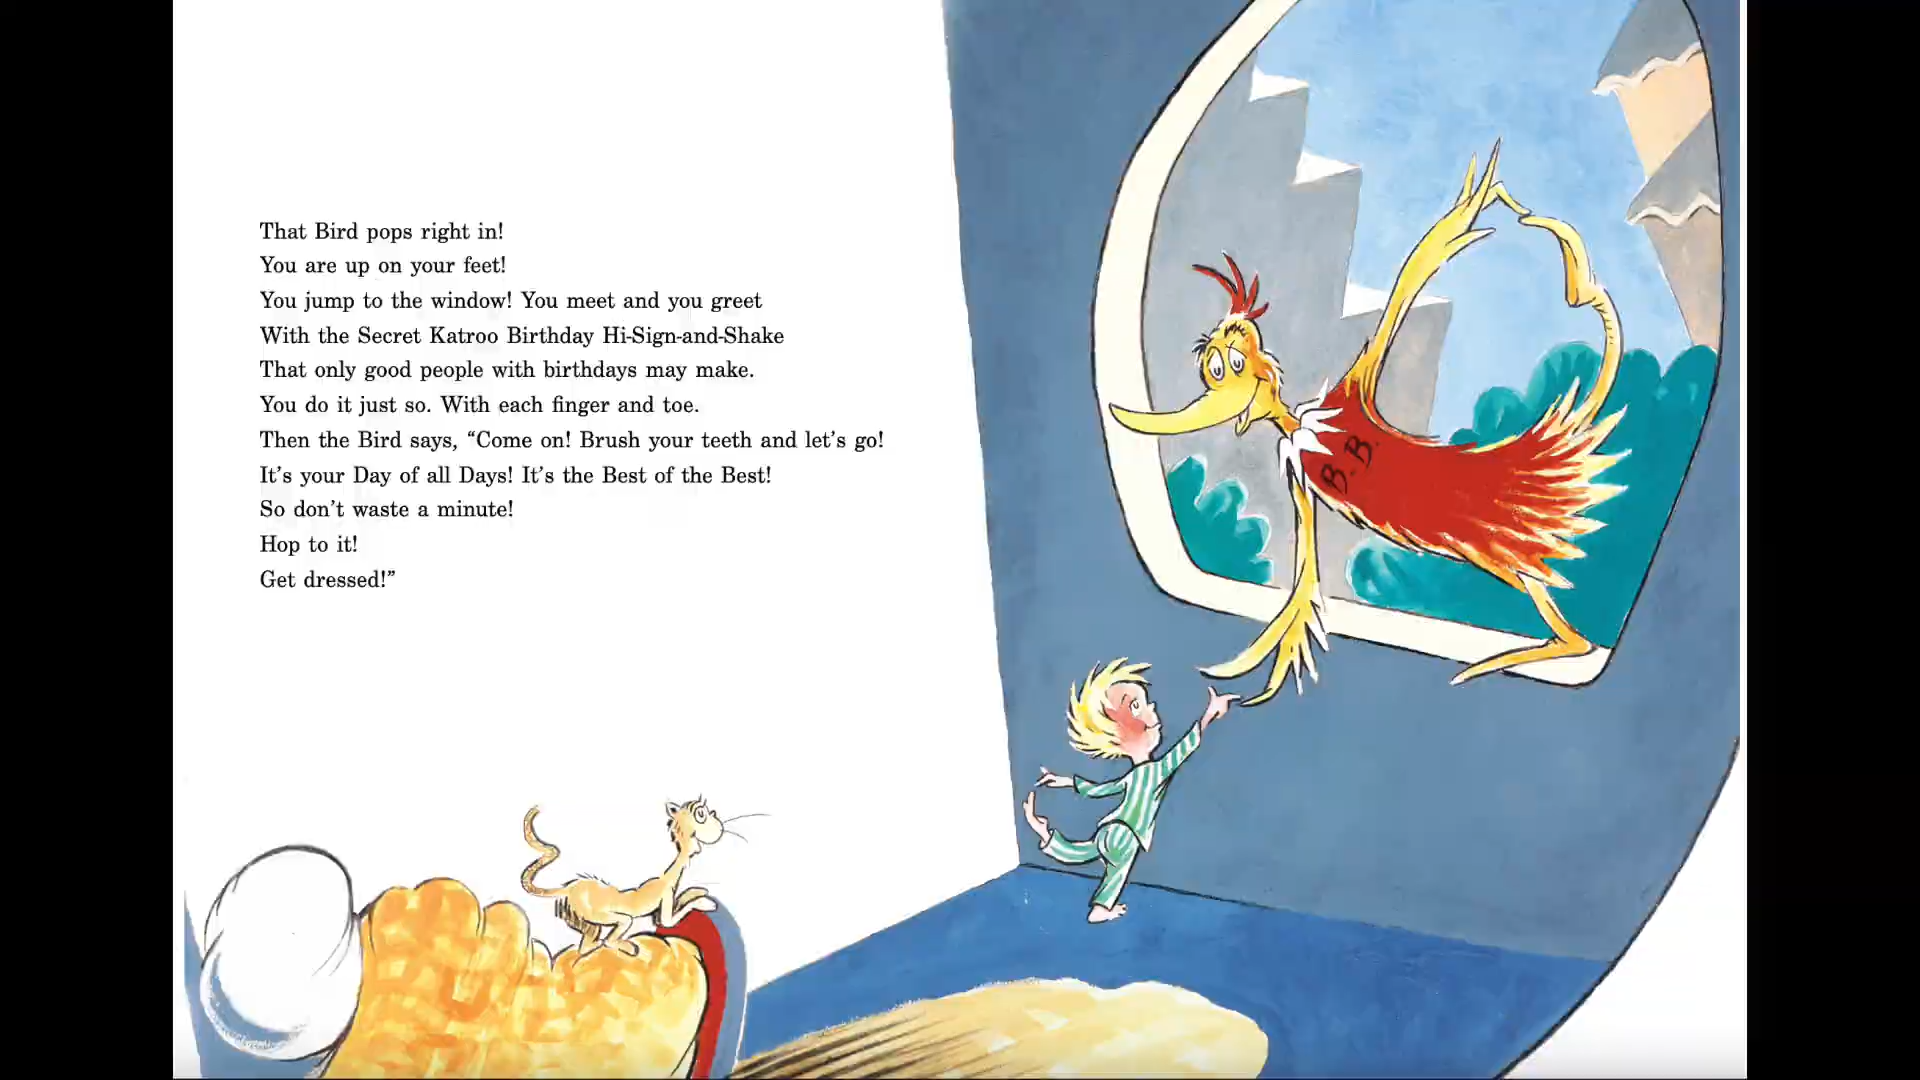 That Bird pops right in!
You are up on your feet!
You jump to the window! You meet and you greet
With the Secret Katroo Birthday Hi-Sign-and-Shake
That only good people with birthdays may make.
You do it just so. With each finger and toe.
Then the Bird says, “Come on! Brush your teeth and let’s go!
It’s your Day of all Days! It’s the Best of the Best!
So don’t waste a minute!
Hop to it!
Get dressed!”
B.B.